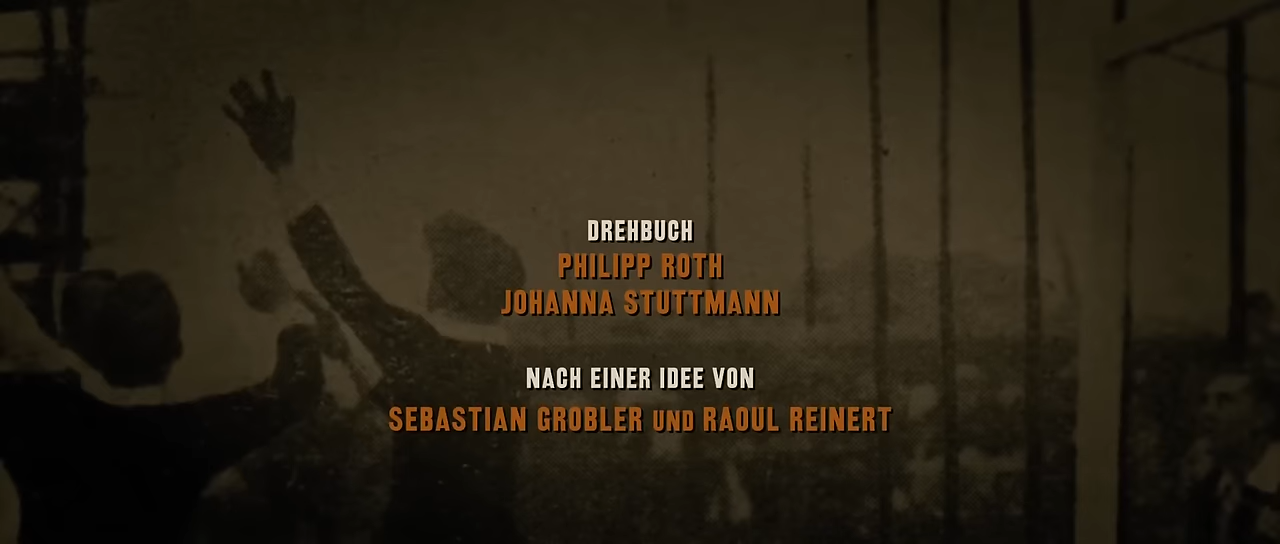 DREHBUCH
PHILIPP ROTH
JOHANNA STUTTMANN
NACH EINER IDEE VON
SEBASTIAN GROBLER UND RAOUL REINERT